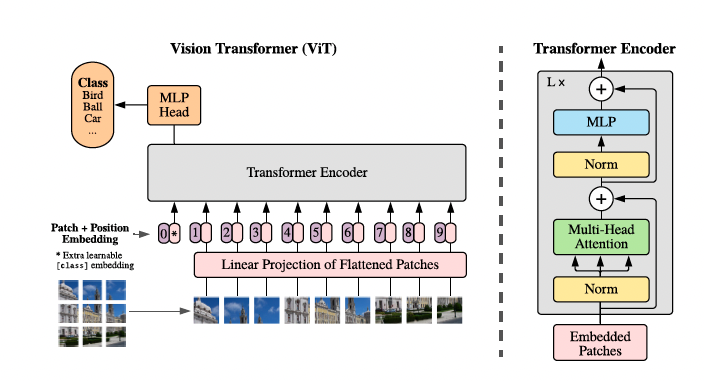 Vision Transformer (ViT)
Class
Bird
Ball
Car
...
MLP
Head
Transformer Encoder
Patch + Position
Embedding
0 * 1 2 3 4 5 6 7 8 9
* Extra learnable
[class] embedding
Linear Projection of Flattened Patches
Transformer Encoder
L ×
+
MLP
Norm
+
Multi-Head
Attention
Norm
Embedded
Patches